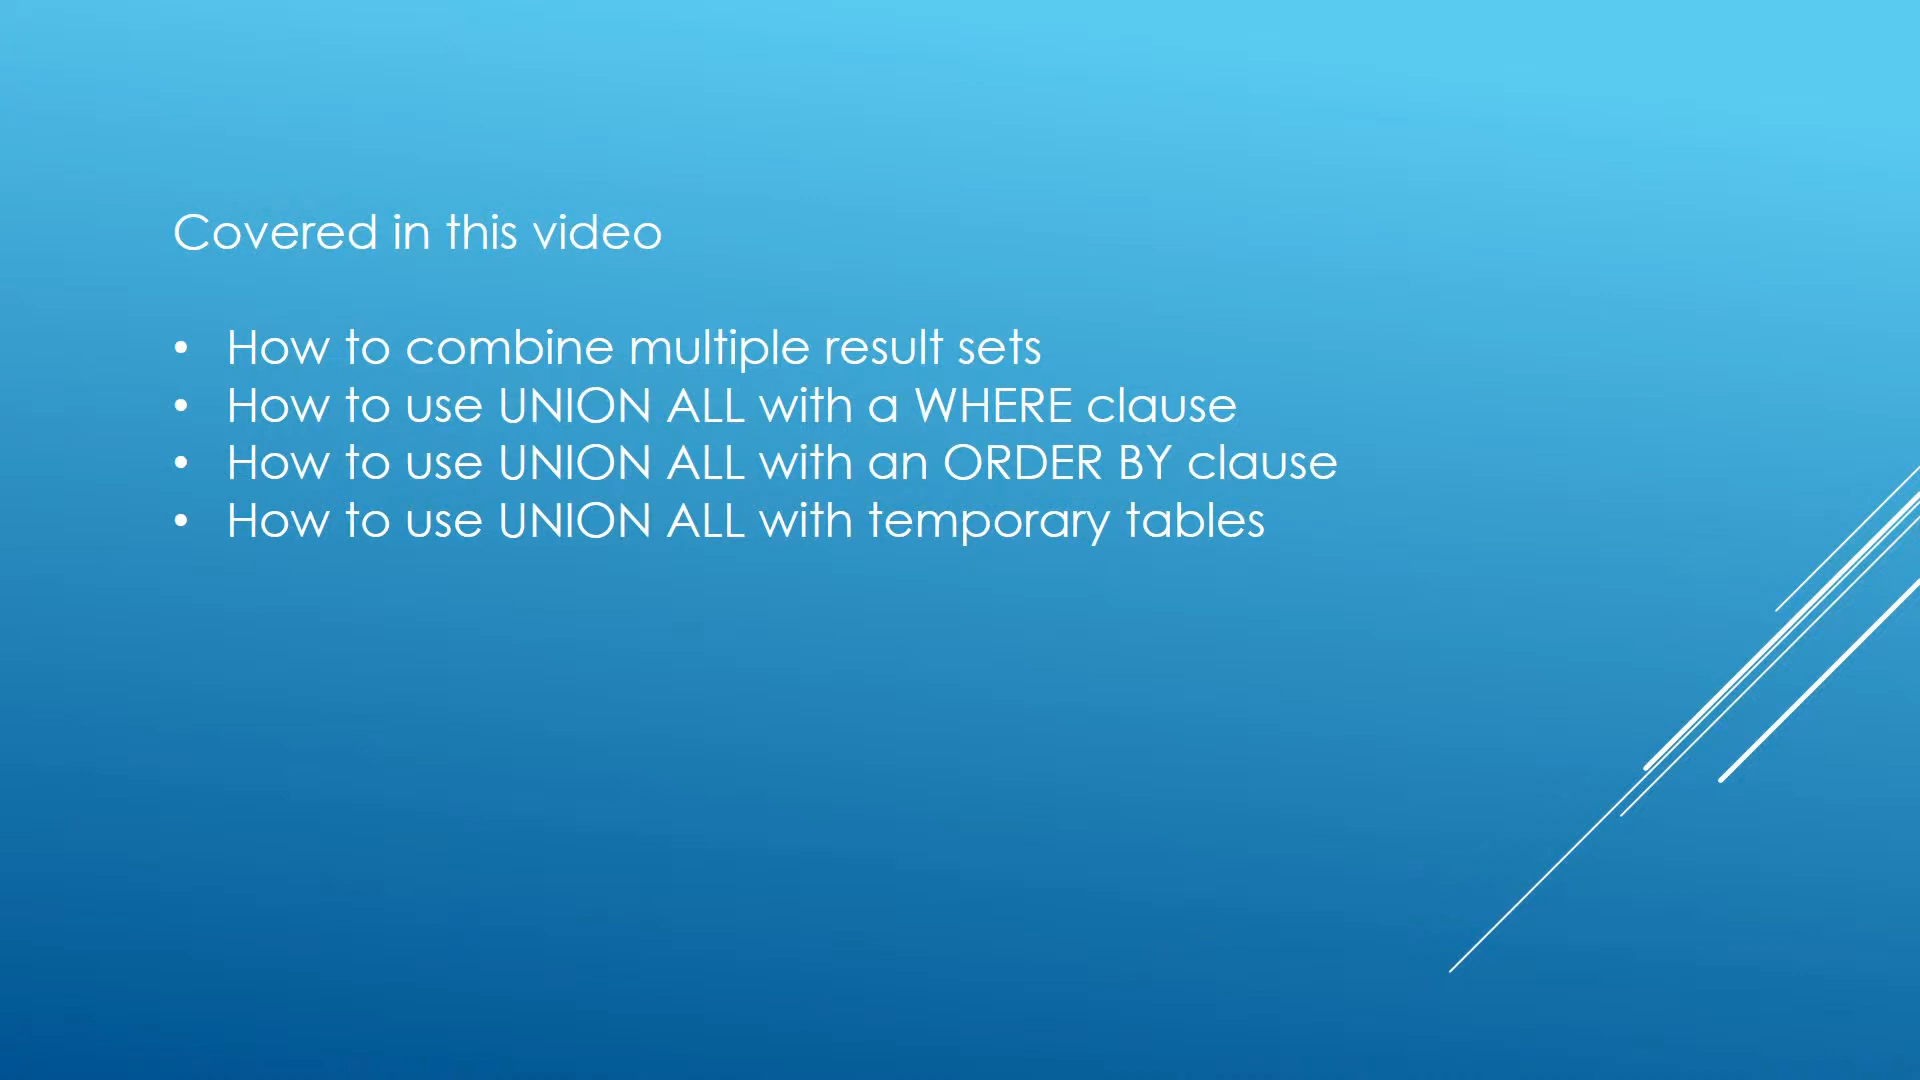 Covered in this video
• How to combine multiple result sets
• How to use UNION ALL with a WHERE clause
• How to use UNION ALL with an ORDER BY clause
• How to use UNION ALL with temporary tables